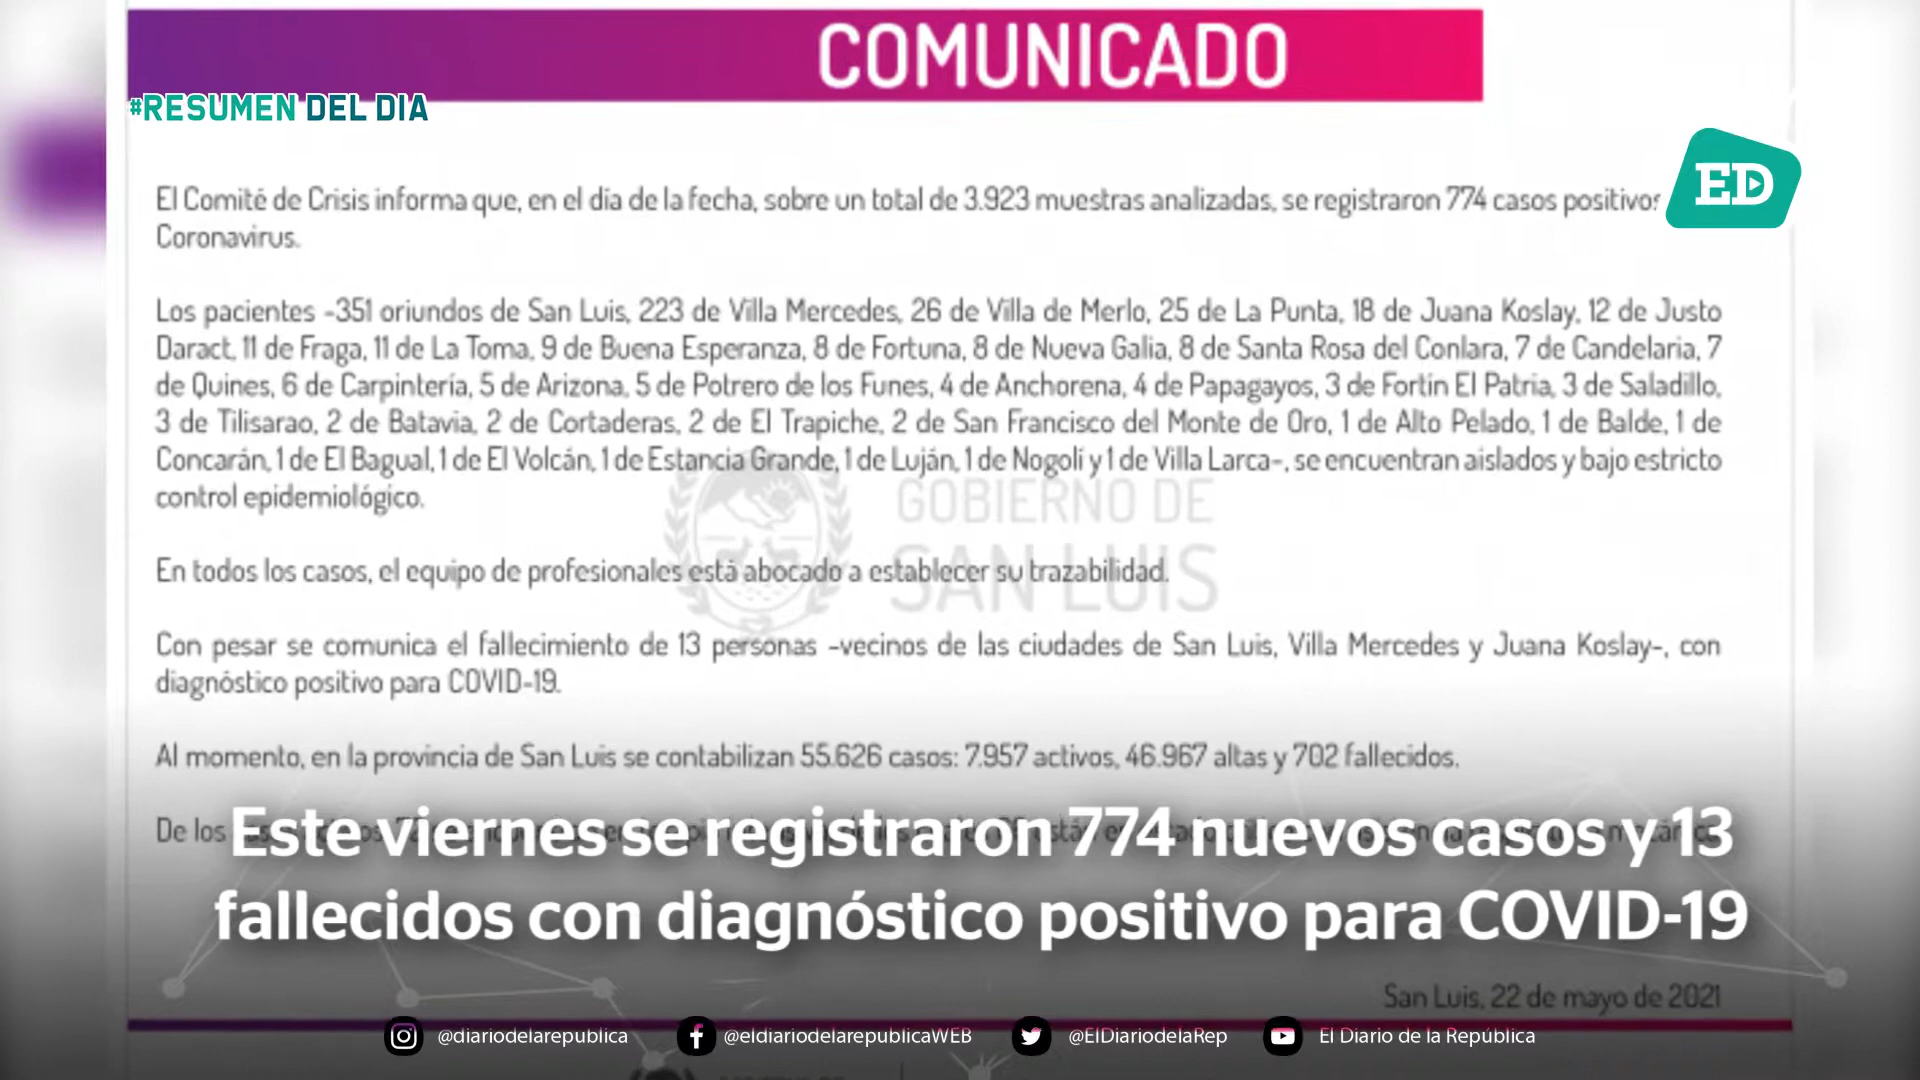 COMUNICADO
#RESUMEN DEL DIA
ED
El Comité de Crisis informa que, en el día de la fecha, sobre un total de 3.923 muestras analizadas, se registraron 774 casos positivos
Coronavirus.
Los pacientes -351 oriundos de San Luis, 223 de Villa Mercedes, 26 de Villa de Merlo, 25 de La Punta, 18 de Juana Koslay, 12 de Justo
Daract, 11 de Fraga, 11 de La Toma, 9 de Buena Esperanza, 8 de Fortuna, 8 de Nueva Galia, 8 de Santa Rosa del Conlara, 7 de Candelaria, 7
de Quines, 6 de Carpintería, 5 de Arizona, 5 de Potrero de los Funes, 4 de Anchorena, 4 de Papagayos, 3 de Fortín El Patria, 3 de Saladillo,
3 de Tilisarao, 2 de Batavia, 2 de Cortaderas, 2 de El Trapiche, 2 de San Francisco del Monte de Oro, 1 de Alto Pelado, 1 de Balde, 1 de
Concarán, 1 de El Bagual, 1 de El Volcán, 1 de Estancia Grande, 1 de Luján, 1 de Nogolí y 1 de Villa Larca-, se encuentran aislados y bajo estricto
control epidemiológico.
GOBIERNO DE
SAN LUIS
En todos los casos, el equipo de profesionales está abocado a establecer su trazabilidad.
Con pesar se comunica el fallecimiento de 13 personas -vecinos de las ciudades de San Luis, Villa Mercedes y Juana Koslay-, con
diagnóstico positivo para COVID-19.
Al momento, en la provincia de San Luis se contabilizan 55.626 casos: 7.957 activos, 46.967 altas y 702 fallecidos.
De los
Este viernes se registraron 774 nuevos casos y 13
fallecidos con diagnóstico positivo para COVID-19
San Luis, 22 de mayo de 2021
@diariodelarepublica @eldiariodelarepublicaWEB @ElDiariodelaRep El Diario de la República